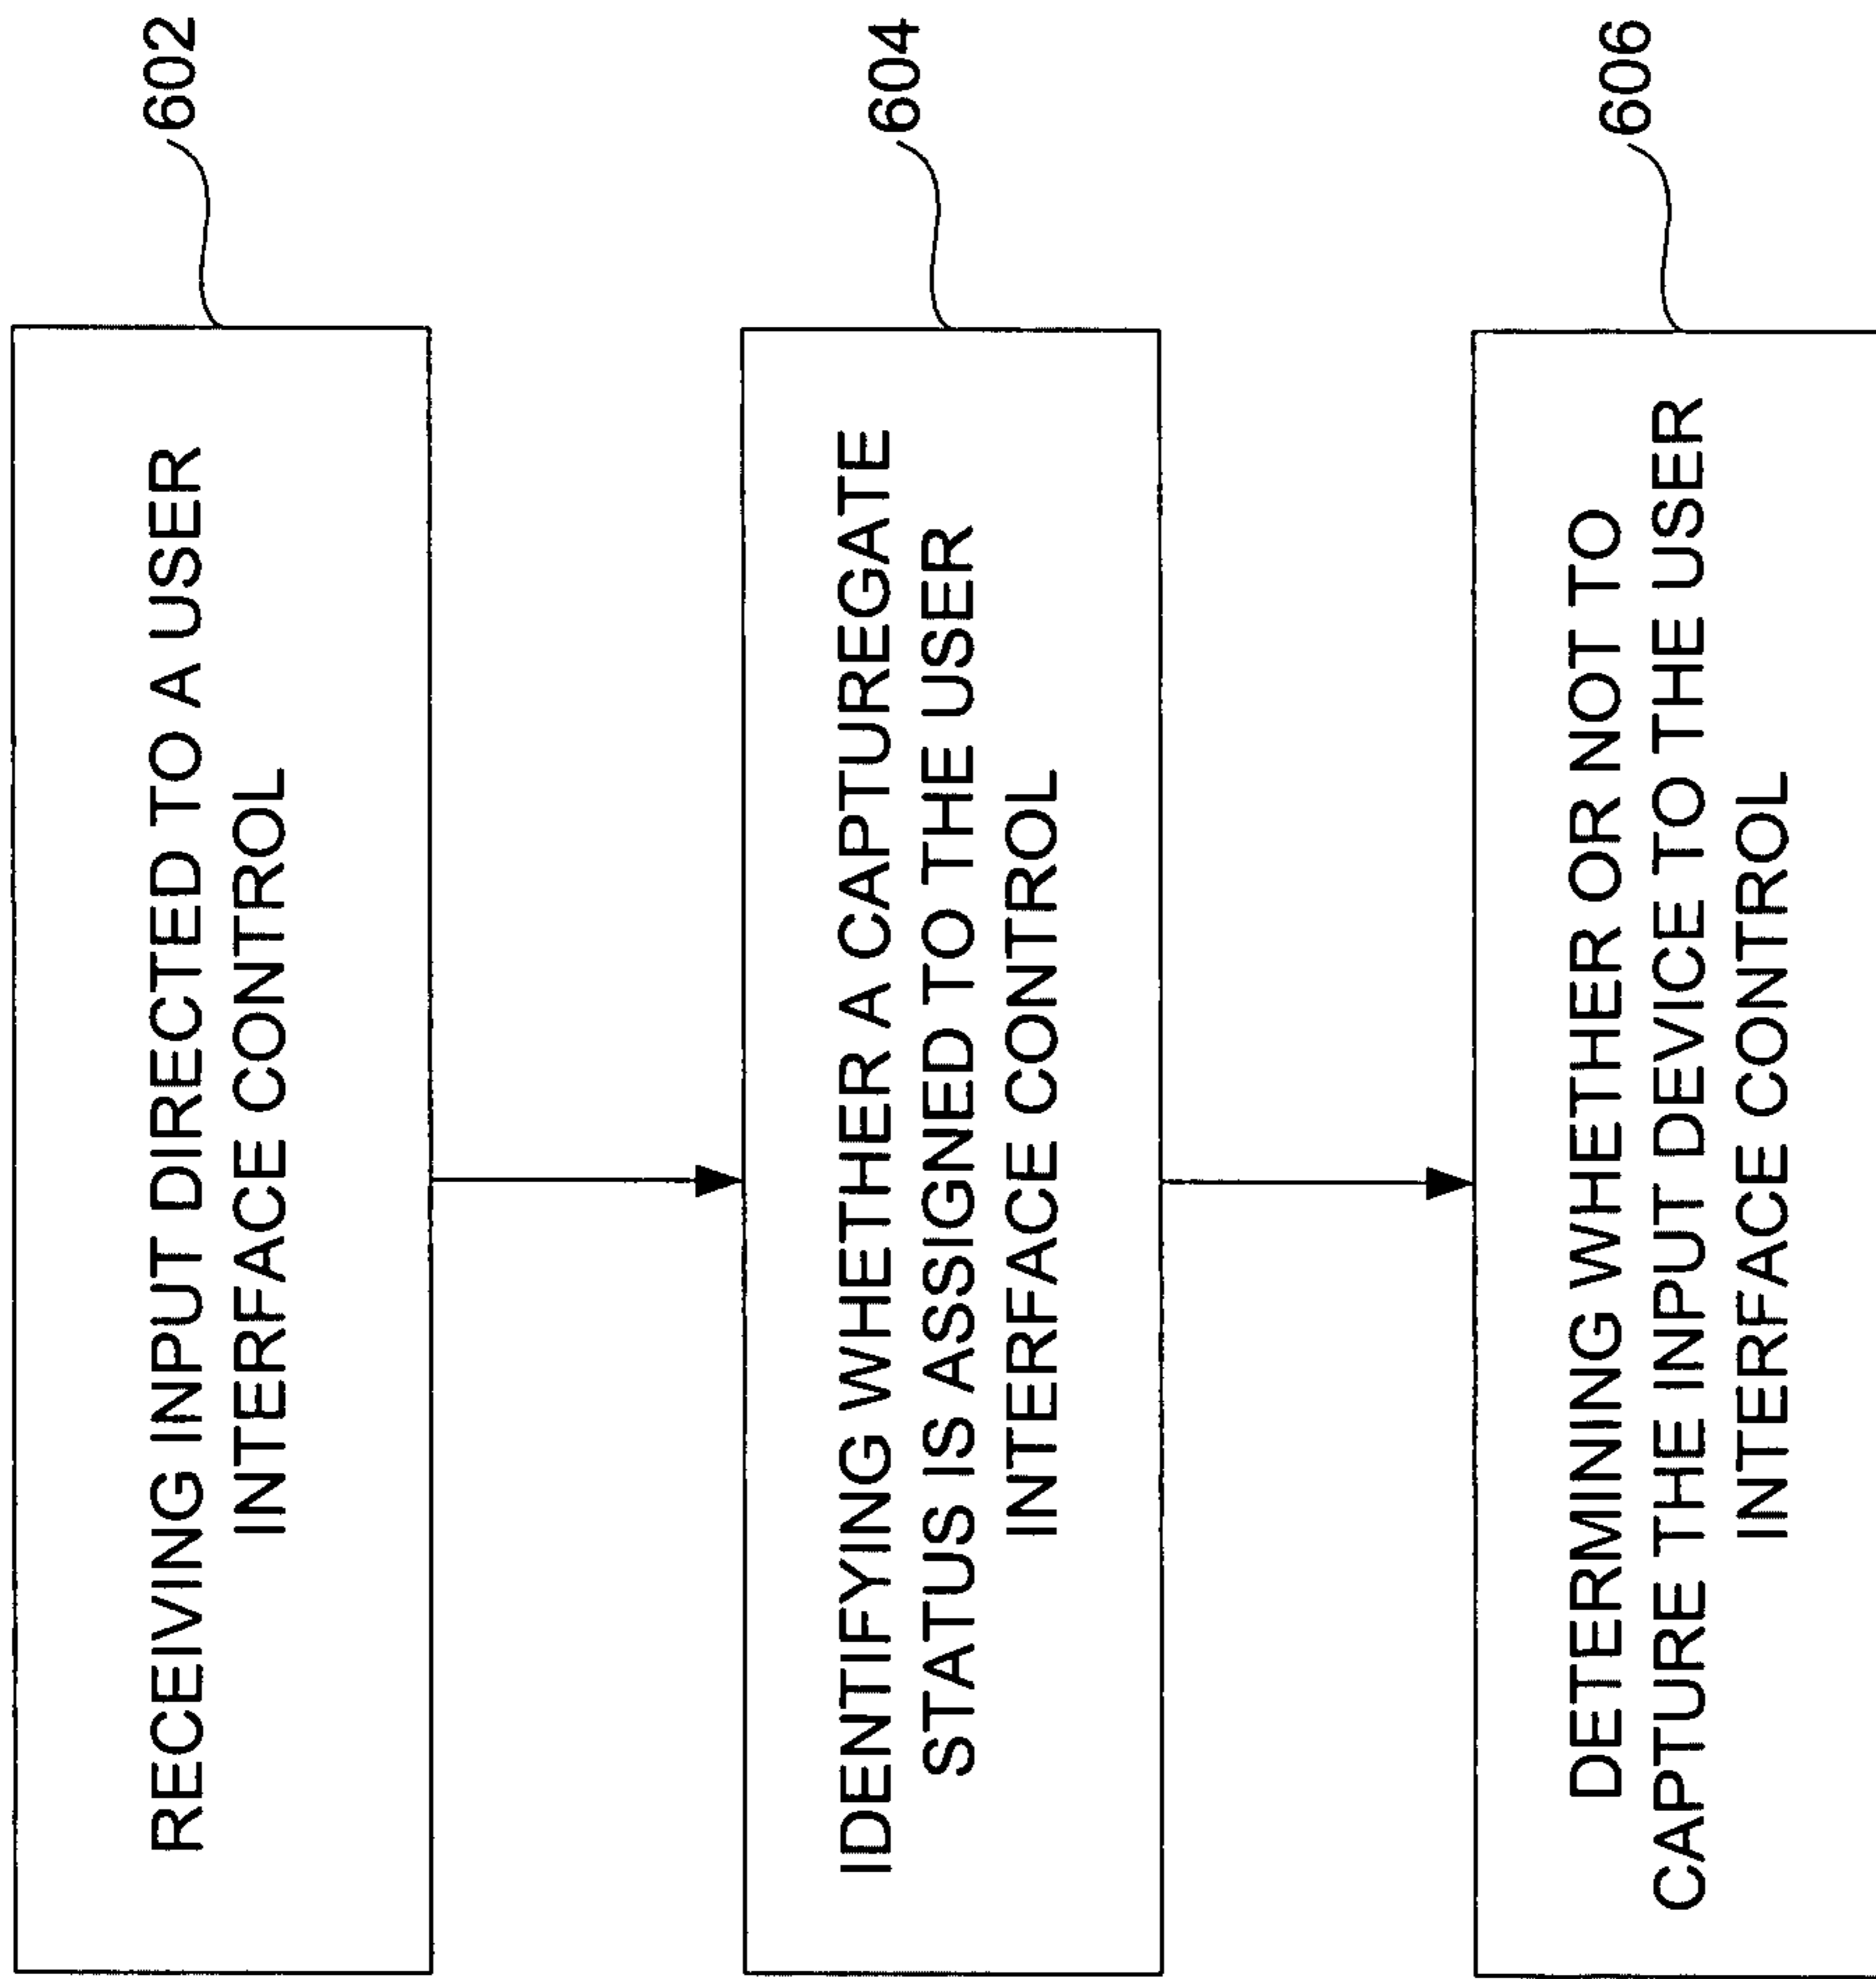 RECEIVING INPUT DIRECTED TO A USER
INTERFACE CONTROL
602
IDENTIFYING WHETHER A CAPTUREGATE
STATUS IS ASSIGNED TO THE USER
INTERFACE CONTROL
604
DETERMINING WHETHER OR NOT TO
CAPTURE THE INPUT DEVICE TO THE USER
INTERFACE CONTROL
606